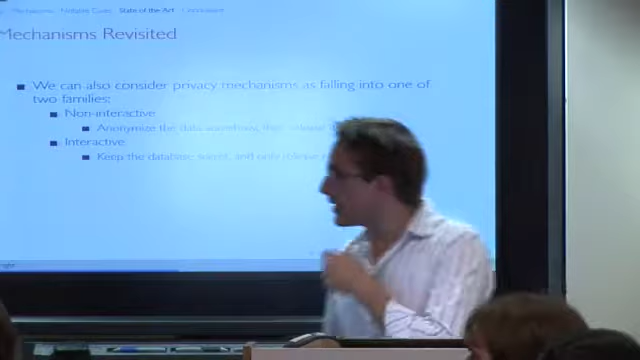 Mechanisms Notable Cases State of the Art Conclusion
Mechanisms Revisited
We can also consider privacy mechanisms as falling into one of
two families:
Non-interactive
Anonymize the data somehow, then release
Interactive
Keep the database secret, and only release